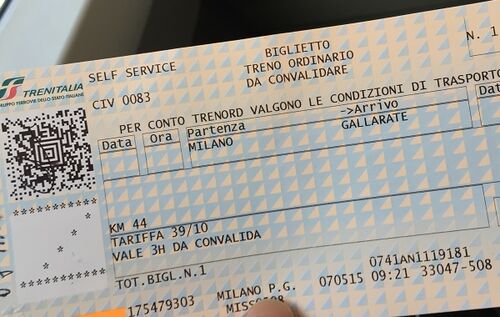 BIGLIETTO
SELF SERVICE TRENO ORDINARIO N. 1
TRENITALIA DA CONVALIDARE
GRUPPO FERROVIE DELLO STATO ITALIANE
CIV 0083
PER CONTO TRENORD VALGONO LE CONDIZIONI DI TRASPORT
Data Ora Partenza ->Arrivo Dat
MILANO GALLARATE
KM 44
TARIFFA 39/10
VALE 3H DA CONVALIDA
TOT.BIGL.N.1
0741AN1119181
MILANO P.G. 070515 09:21 33047-508
175479303